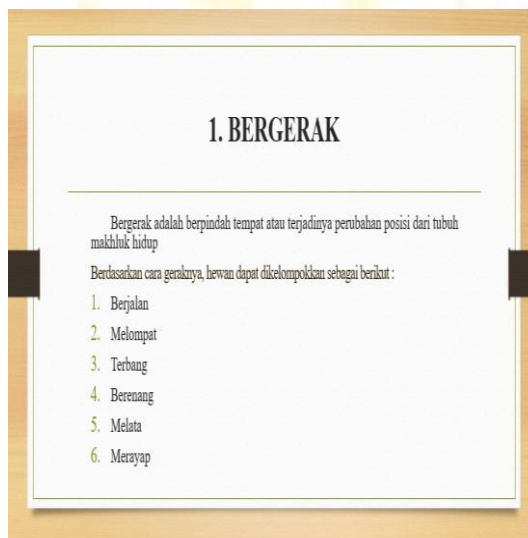 1. BERGERAK
Bergerak adalah berpindah tempat atau terjadinya perubahan posisi dari tubuh
makhluk hidup
Berdasarkan cara geraknya, hewan dapat dikelompokkan sebagai berikut :
1. Berjalan
2. Melompat
3. Terbang
4. Berenang
5. Melata
6. Merayap